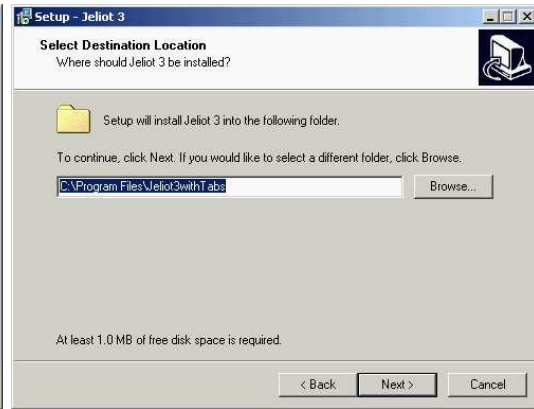 Setup - Jeliot 3
Select Destination Location
Where should Jeliot 3 be installed?
Setup will install Jeliot 3 into the following folder.
To continue, click Next. If you would like to select a different folder, click Browse.
C:\Program Files\Jeliot3withTabs
Browse...
At least 1.0 MB of free disk space is required.
< Back
Next >
Cancel